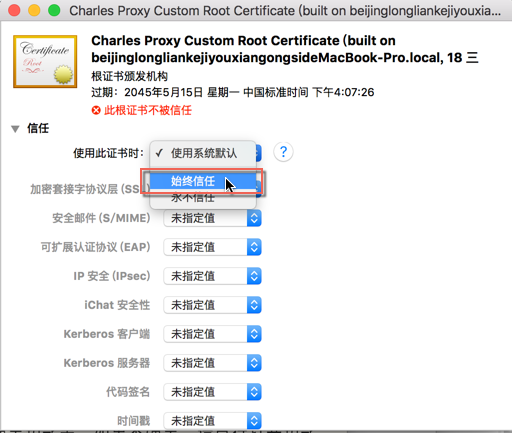 Charles Proxy Custom Root Certificate (built on beijinglongliankejiyouxia...
Certificate
Root
Charles Proxy Custom Root Certificate (built on
beijinglongliankejiyouxiangongsideMacBook-Pro.local, 18 三
根证书颁发机构
过期：2045年5月15日 星期一 中国标准时间 下午4:07:26
此根证书不被信任
信任
使用此证书时： ✓ 使用系统默认 ?
始终信任
加密套接字协议层 (SS
永不信任
安全邮件 (S/MIME) 未指定值
可扩展认证协议 (EAP) 未指定值
IP 安全 (IPsec) 未指定值
iChat 安全性 未指定值
Kerberos 客户端 未指定值
Kerberos 服务器 未指定值
代码签名 未指定值
时间戳 未指定值